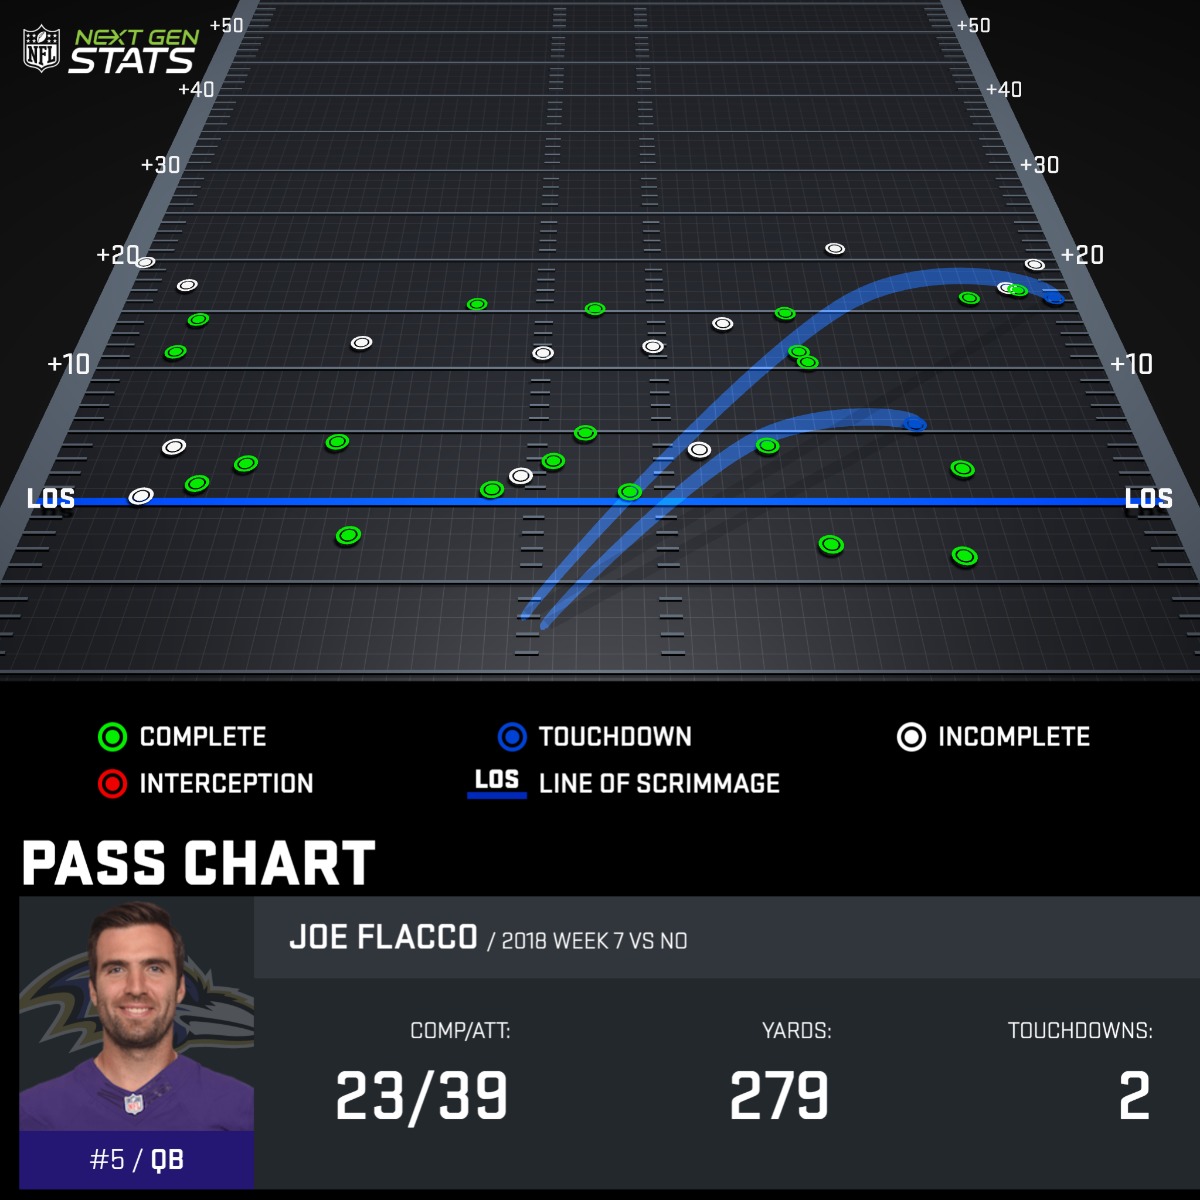 NFL NEXT GEN STATS
+50 +50
+40 +40
+30 +30
+20 +20
+10 +10
LOS LOS
COMPLETE TOUCHDOWN INCOMPLETE
INTERCEPTION LOS LINE OF SCRIMMAGE
PASS CHART
JOE FLACCO / 2018 WEEK 7 VS NO
COMP/ATT: YARDS: TOUCHDOWNS:
23/39 279 2
#5 / QB